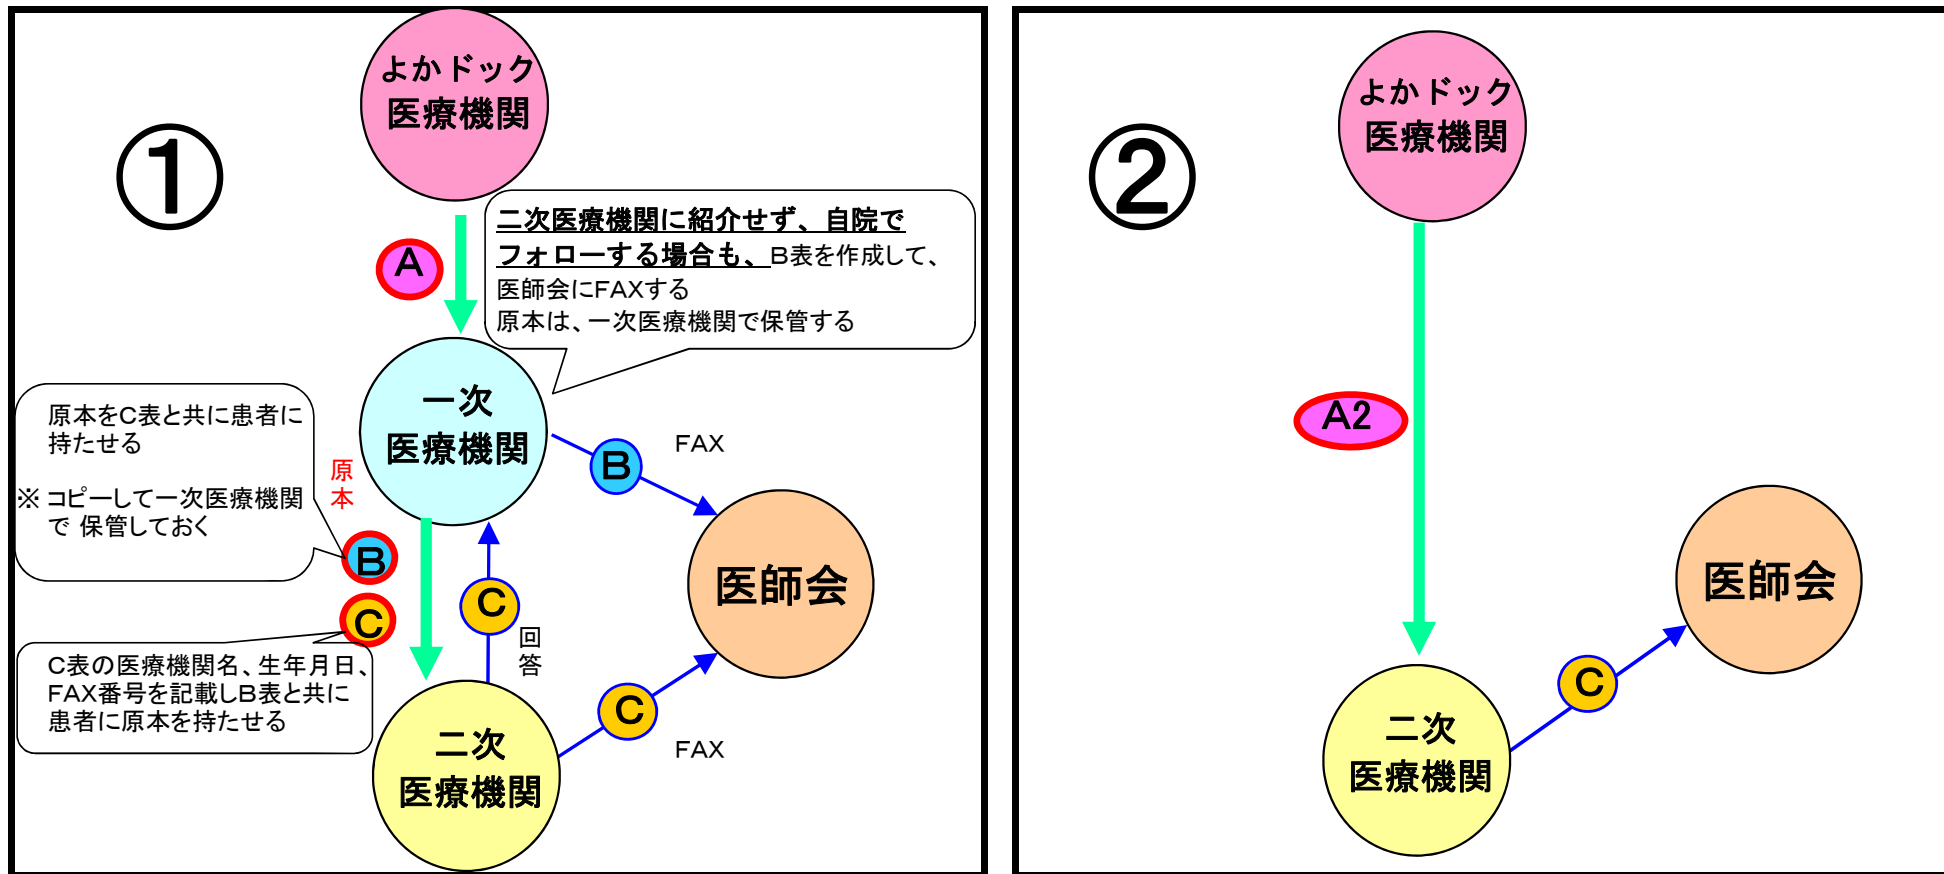 ①
よかドック
医療機関
A
二次医療機関に紹介せず、自院で
フォローする場合も、B表を作成して、
医師会にFAXする
原本は、一次医療機関で保管する
一次
医療機関
原本をC表と共に患者に
持たせる
※ コピーして一次医療機関
で 保管しておく
原
本
B
FAX
B
C
C
回
答
医師会
C表の医療機関名、生年月日、
FAX番号を記載しB表と共に
患者に原本を持たせる
C
FAX
二次
医療機関
②
よかドック
医療機関
A2
医師会
C
二次
医療機関